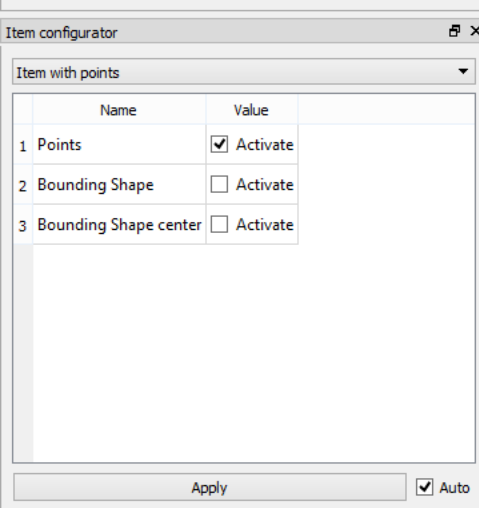 Item configurator
Item with points
Name Value
1 Points Activate
2 Bounding Shape Activate
3 Bounding Shape center Activate
Apply Auto